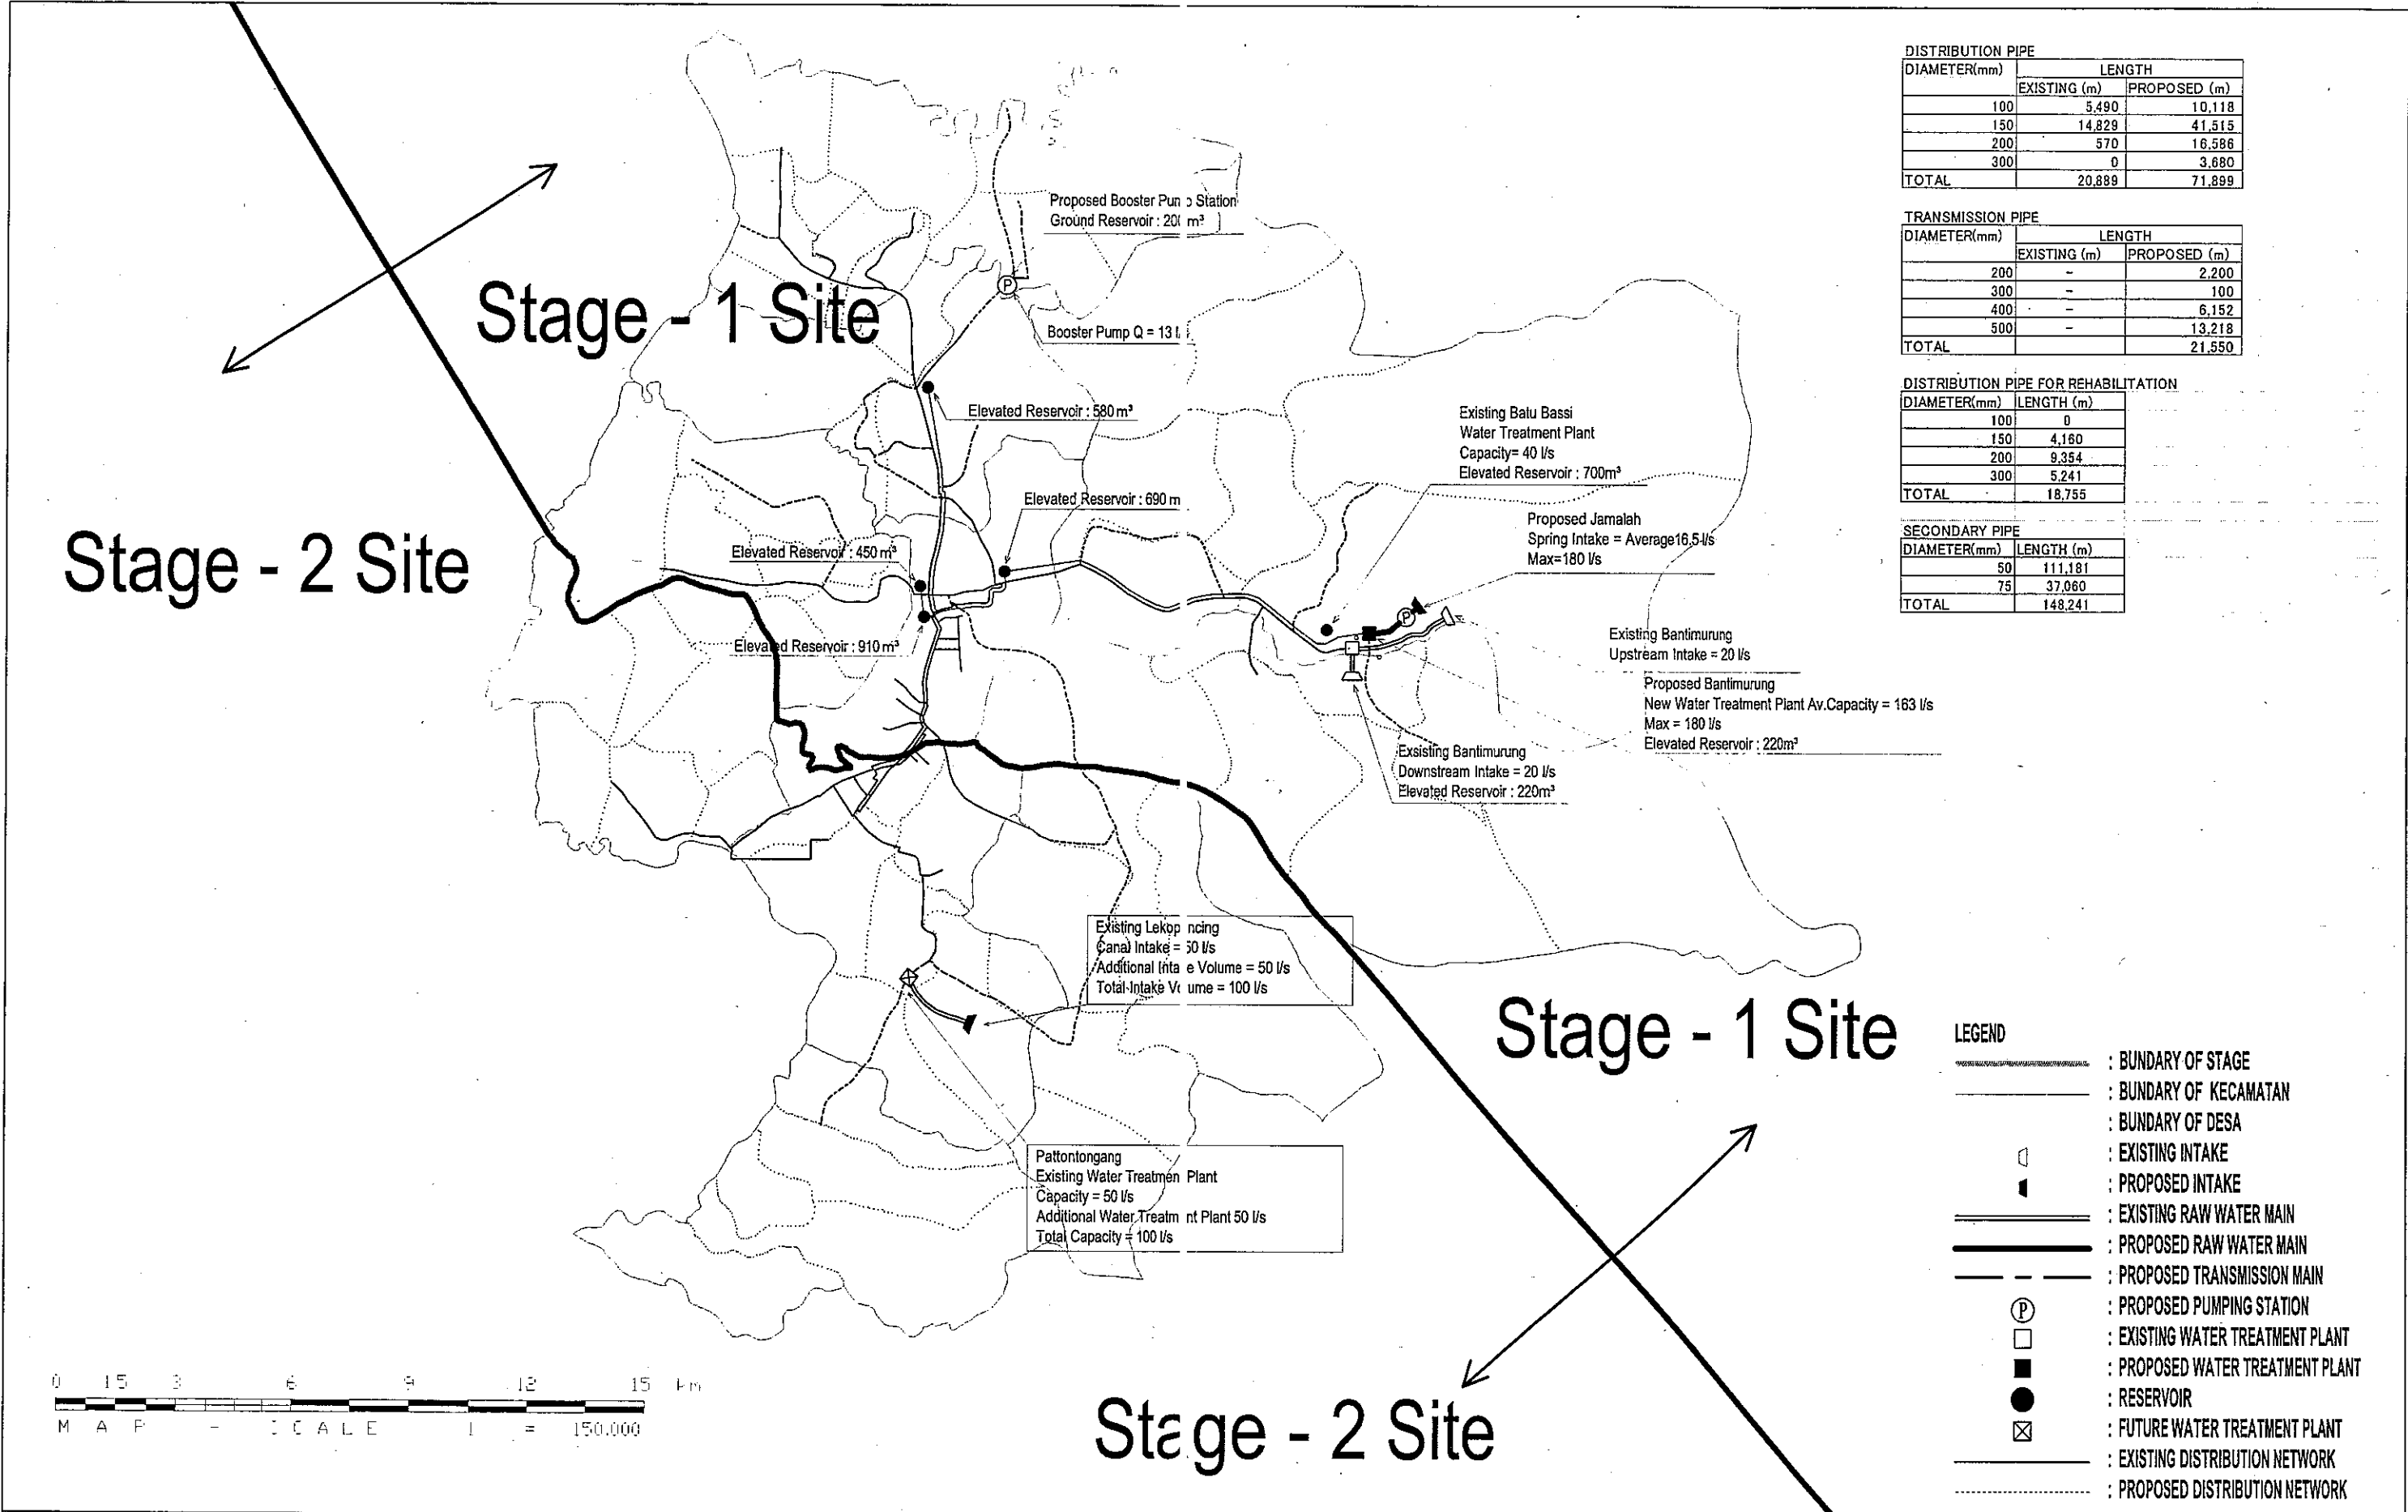 DISTRIBUTION PIPE
DIAMETER(mm) LENGTH
EXISTING (m) PROPOSED (m)
100 5,490 10,118
150 14,829 41,515
200 570 16,586
300 0 3,680
TOTAL 20,889 71,899
TRANSMISSION PIPE
DIAMETER(mm) LENGTH
EXISTING (m) PROPOSED (m)
200 - 2,200
300 - 100
400 - 6,152
500 - 13,218
TOTAL 21,550
DISTRIBUTION PIPE FOR REHABILITATION
DIAMETER(mm) LENGTH (m)
100 0
150 4,160
200 9,354
300 5,241
TOTAL 18,755
SECONDARY PIPE
DIAMETER(mm) LENGTH (m)
50 111,181
75 37,060
TOTAL 148,241
Proposed Booster Station
Ground Reservoir : m³
Stage - 1 Site
Booster Pump Q = 13
Elevated Reservoir : 580 m³
Existing Batu Bassi
Water Treatment Plant
Capacity= 40 l/s
Elevated Reservoir : 700m³
Elevated Reservoir : 690 m
Proposed Jamalah
Spring Intake = Average16.5 l/s
Max=180 l/s
Stage - 2 Site
Elevated Reservoir : 450 m³
P
P
Elevated Reservoir : 910 m³
Existing Bantimurung
Upstream Intake = 20 l/s
Proposed Bantimurung
New Water Treatment Plant Av.Capacity = 163 l/s
Max = 180 l/s
Elevated Reservoir : 220m³
Exsisting Bantimurung
Downstream Intake = 20 l/s
Elevated Reservoir : 220m³
Existing
Canal Intake = 50 l/s
Additional Volume = 50 l/s
Total Intake = 100 l/s
Stage - 1 Site
Pattontongang
Existing Water Plant
Capacity = 50 l/s
Additional Water Plant 50 l/s
Total Capacity = 100 l/s
Stage - 2 Site
0 1.5 3 6 9 12 15 km
M A P - S C A L E 1 = 150.000
LEGEND
: BUNDARY OF STAGE
: BUNDARY OF KECAMATAN
: BUNDARY OF DESA
: EXISTING INTAKE
: PROPOSED INTAKE
: EXISTING RAW WATER MAIN
: PROPOSED RAW WATER MAIN
: PROPOSED TRANSMISSION MAIN
P : PROPOSED PUMPING STATION
: EXISTING WATER TREATMENT PLANT
: PROPOSED WATER TREATMENT PLANT
: RESERVOIR
: FUTURE WATER TREATMENT PLANT
: EXISTING DISTRIBUTION NETWORK
: PROPOSED DISTRIBUTION NETWORK